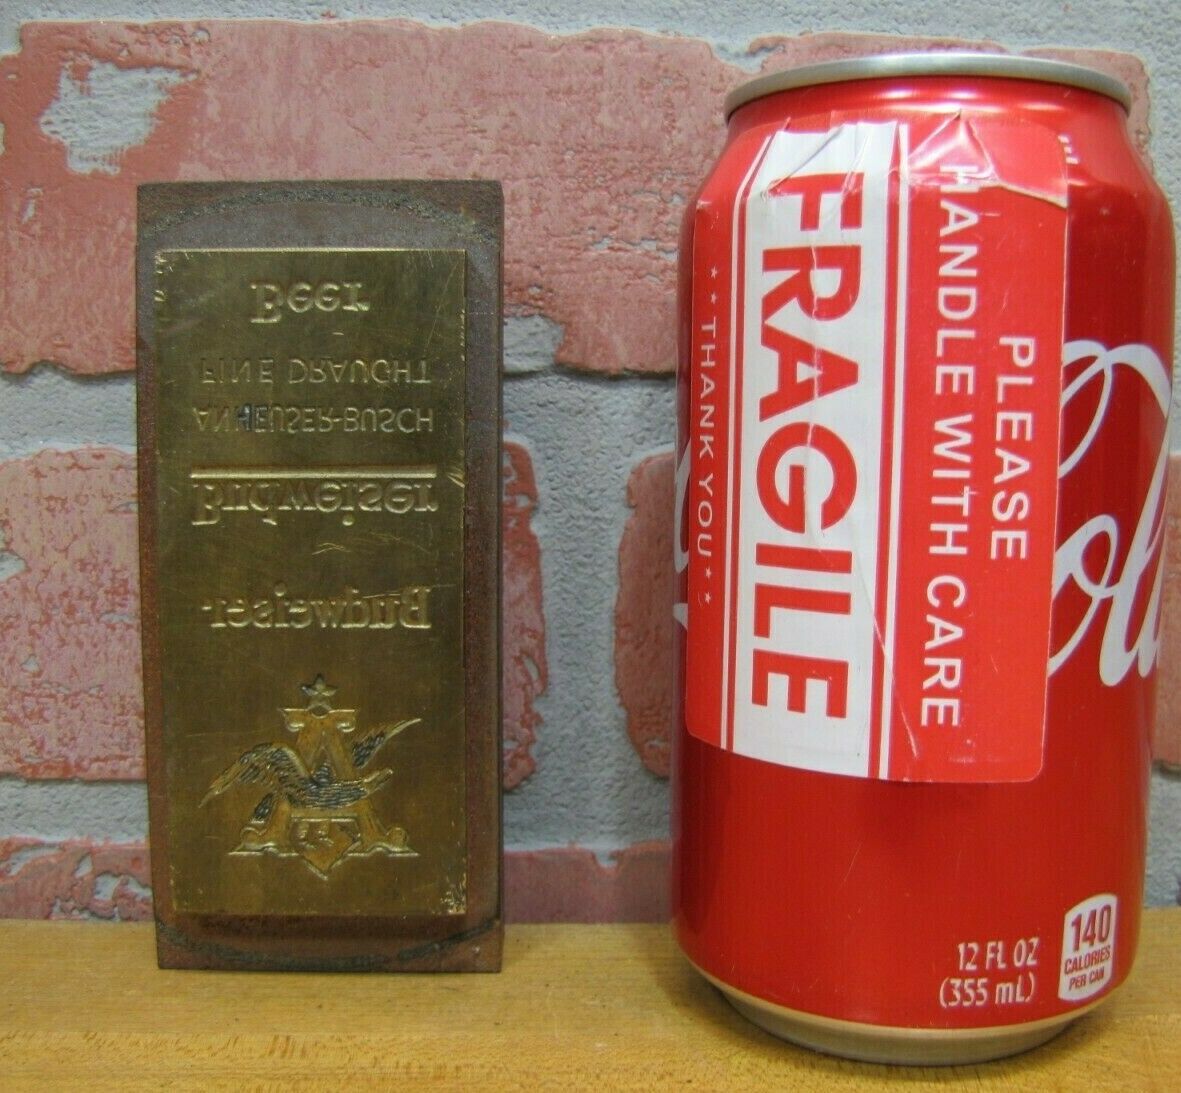 Beer
FINE DRAUGHT
ANHEUSER-BUSCH
Budweiser
Budweiser
PLEASE
HANDLE WITH CARE
FRAGILE
THANK YOU
12 FL OZ
(355 mL)
140
CALORIES
PER CAN